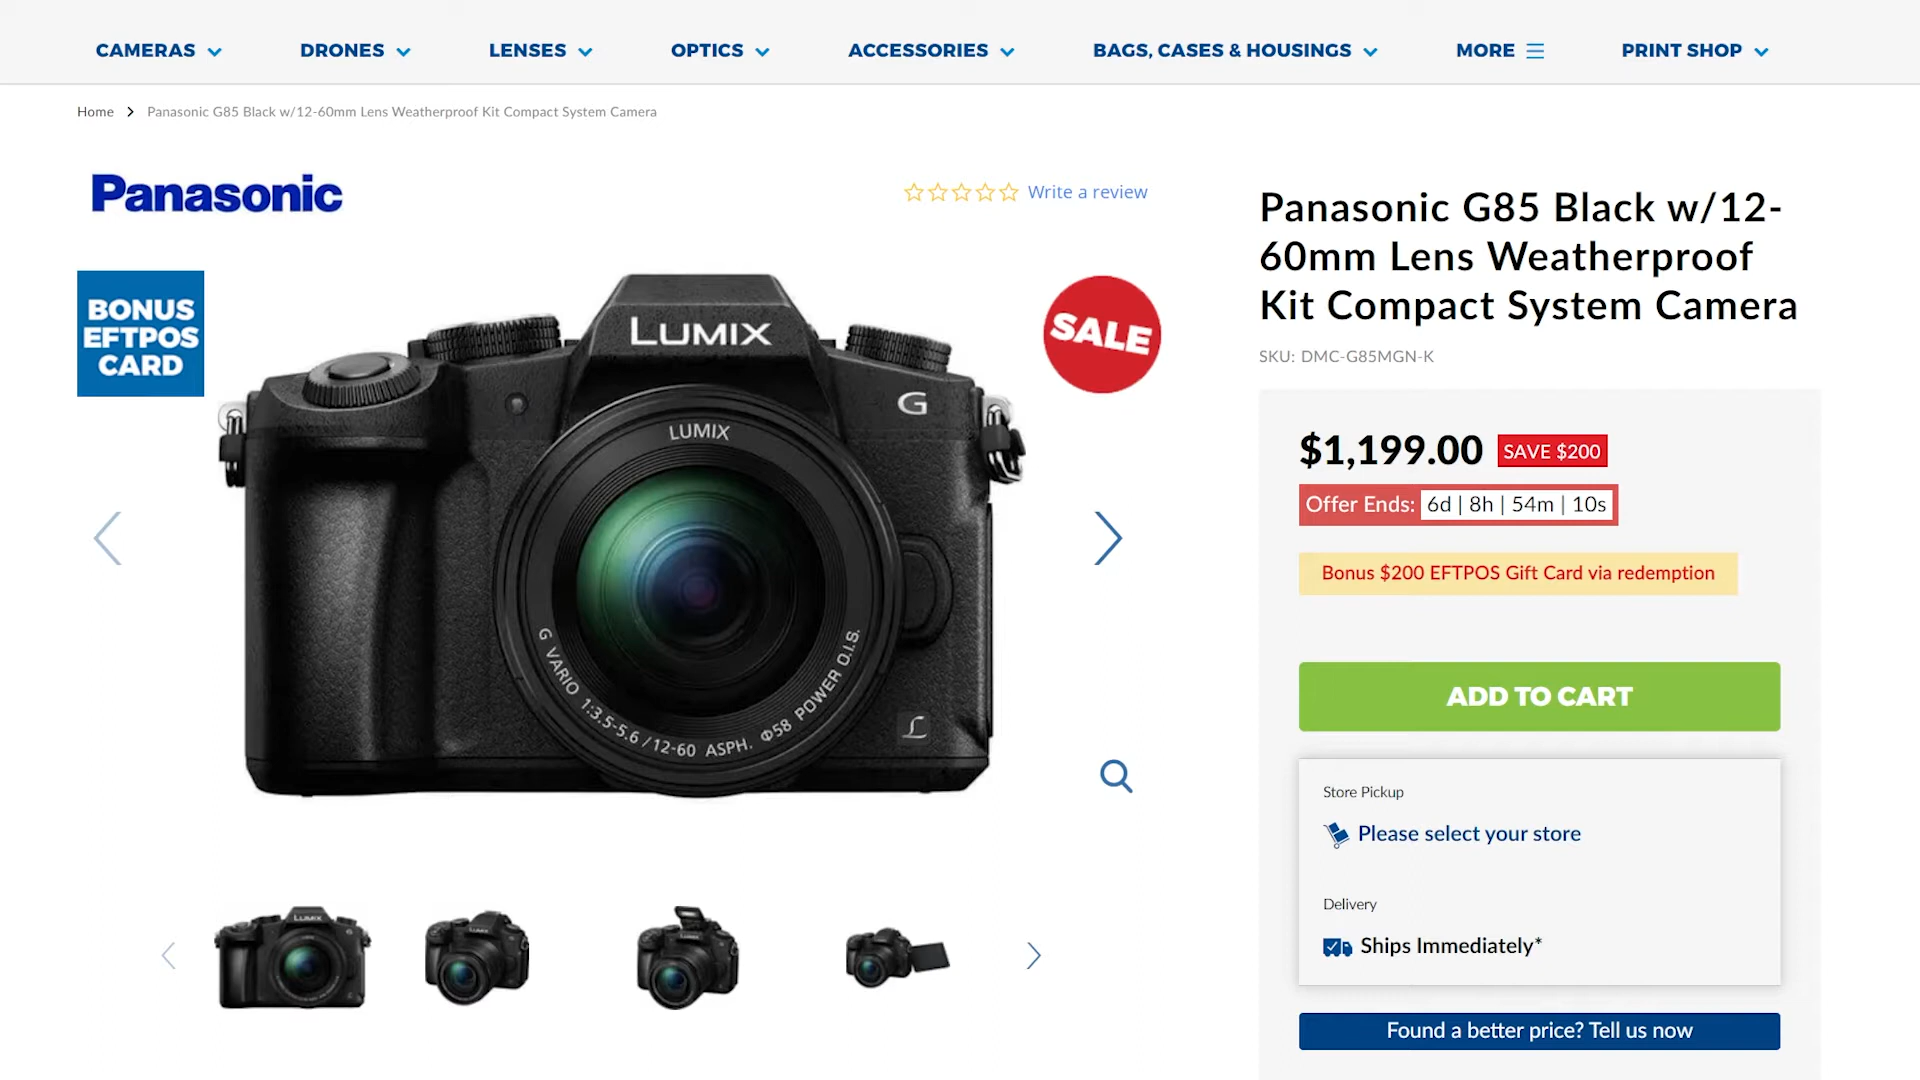 CAMERAS DRONES LENSES OPTICS ACCESSORIES BAGS, CASES & HOUSINGS MORE PRINT SHOP
Home Panasonic G85 Black w/12-60mm Lens Weatherproof Kit Compact System Camera
Panasonic
Write a review
BONUS
EFTPOS
CARD
SALE
LUMIX
G
LUMIX
G VARIO 1:3.5-5.6 / 12-60 ASPH. Φ58 POWER O.I.S.
L
LUMIX
Panasonic G85 Black w/12-
60mm Lens Weatherproof
Kit Compact System Camera
SKU: DMC-G85MGN-K
$1,199.00 SAVE $200
Offer Ends: 6d | 8h | 54m | 10s
Bonus $200 EFTPOS Gift Card via redemption
ADD TO CART
Store Pickup
Please select your store
Delivery
Ships Immediately*
Found a better price? Tell us now